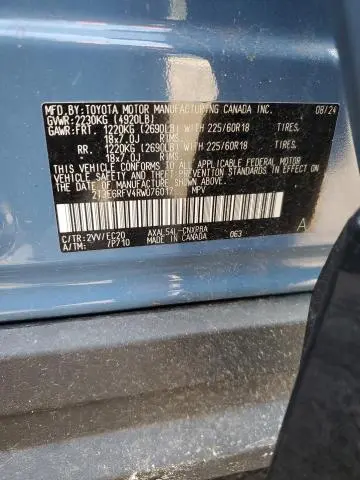 MFD.BY:TOYOTA MOTOR MANUFACTURING CANADA INC. 08/24
GVWR:2230KG (4920LB)
GAWR:FRT. 1220KG (2690LB) WITH 225/60R18 TIRES,
18x7.0J RIMS,
RR. 1220KG (2690LB) WITH 225/60R18 TIRES,
18x7.0J RIMS,
THIS VEHICLE CONFORMS TO ALL APPLICABLE FEDERAL MOTOR
VEHICLE SAFETY, BUMPER, AND THEFT PREVENTION STANDARDS
IN EFFECT ON THE DATE OF MANUFACTURE SHOWN ABOVE.
2T3E6RFV4RW076012 MPV
C/TR:2VV/EC20 AXAL54L-CNXPBA 063 A
A/TM: 7P710 MADE IN CANADA